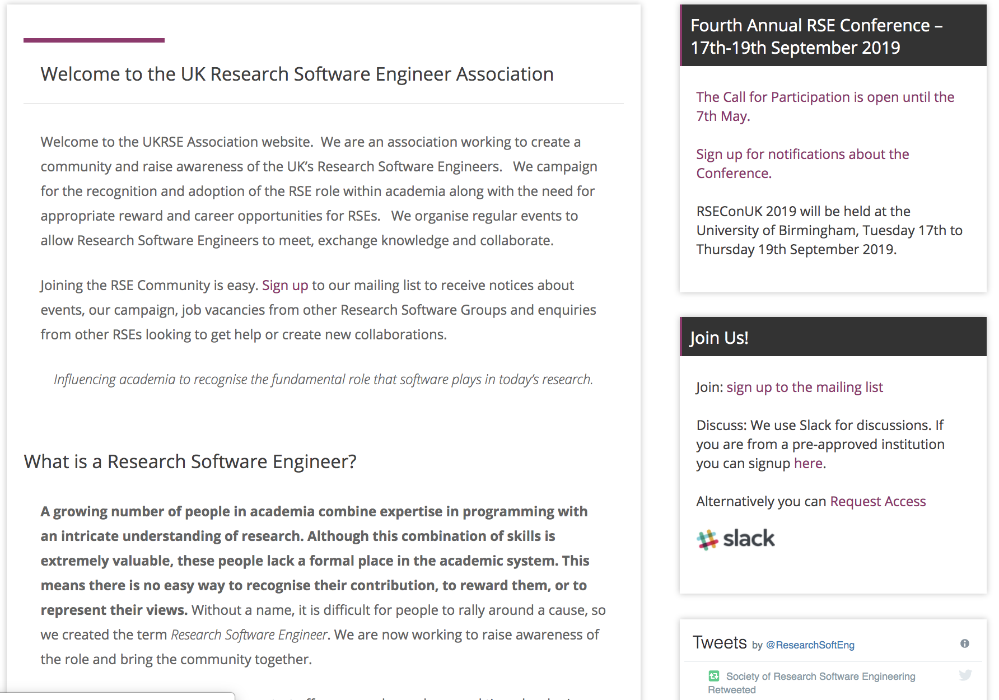 Welcome to the UK Research Software Engineer Association
Welcome to the UKRSE Association website.  We are an association working to create a
community and raise awareness of the UK’s Research Software Engineers.   We campaign
for the recognition and adoption of the RSE role within academia along with the need for
appropriate reward and career opportunities for RSEs.   We organise regular events to
allow Research Software Engineers to meet, exchange knowledge and collaborate.
Joining the RSE Community is easy. Sign up to our mailing list to receive notices about
events, our campaign, job vacancies from other Research Software Groups and enquiries
from other RSEs looking to get help or create new collaborations.
Influencing academia to recognise the fundamental role that software plays in today’s research.
What is a Research Software Engineer?
A growing number of people in academia combine expertise in programming with
an intricate understanding of research. Although this combination of skills is
extremely valuable, these people lack a formal place in the academic system. This
means there is no easy way to recognise their contribution, to reward them, or to
represent their views. Without a name, it is difficult for people to rally around a cause, so
we created the term Research Software Engineer. We are now working to raise awareness of
the role and bring the community together.
Fourth Annual RSE Conference –
17th-19th September 2019
The Call for Participation is open until the
7th May.
Sign up for notifications about the
Conference.
RSEConUK 2019 will be held at the
University of Birmingham, Tuesday 17th to
Thursday 19th September 2019.
Join Us!
Join: sign up to the mailing list
Discuss: We use Slack for discussions. If
you are from a pre-approved institution
you can signup here.
Alternatively you can Request Access
slack
Tweets by @ResearchSoftEng
Society of Research Software Engineering
Retweeted